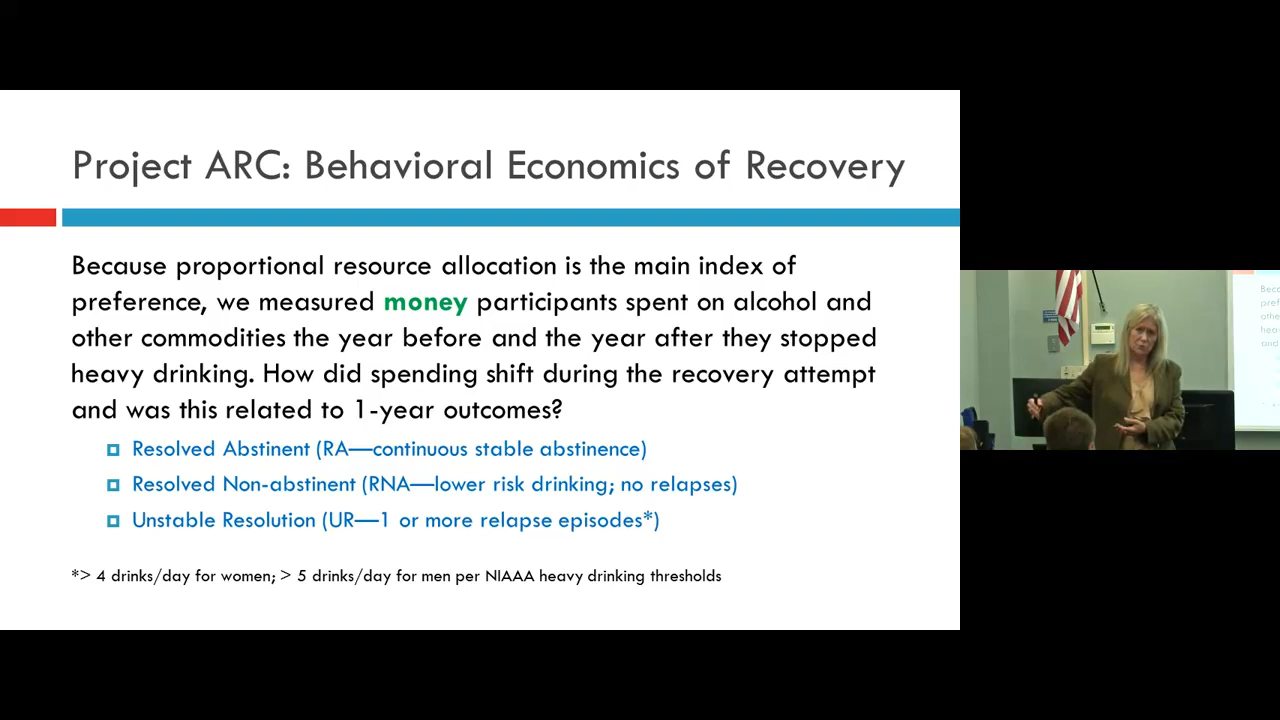 Project ARC: Behavioral Economics of Recovery
Because proportional resource allocation is the main index of
preference, we measured money participants spent on alcohol and
other commodities the year before and the year after they stopped
heavy drinking. How did spending shift during the recovery attempt
and was this related to 1-year outcomes?
Resolved Abstinent (RA—continuous stable abstinence)
Resolved Non-abstinent (RNA—lower risk drinking; no relapses)
Unstable Resolution (UR—1 or more relapse episodes*)
*> 4 drinks/day for women; > 5 drinks/day for men per NIAAA heavy drinking thresholds